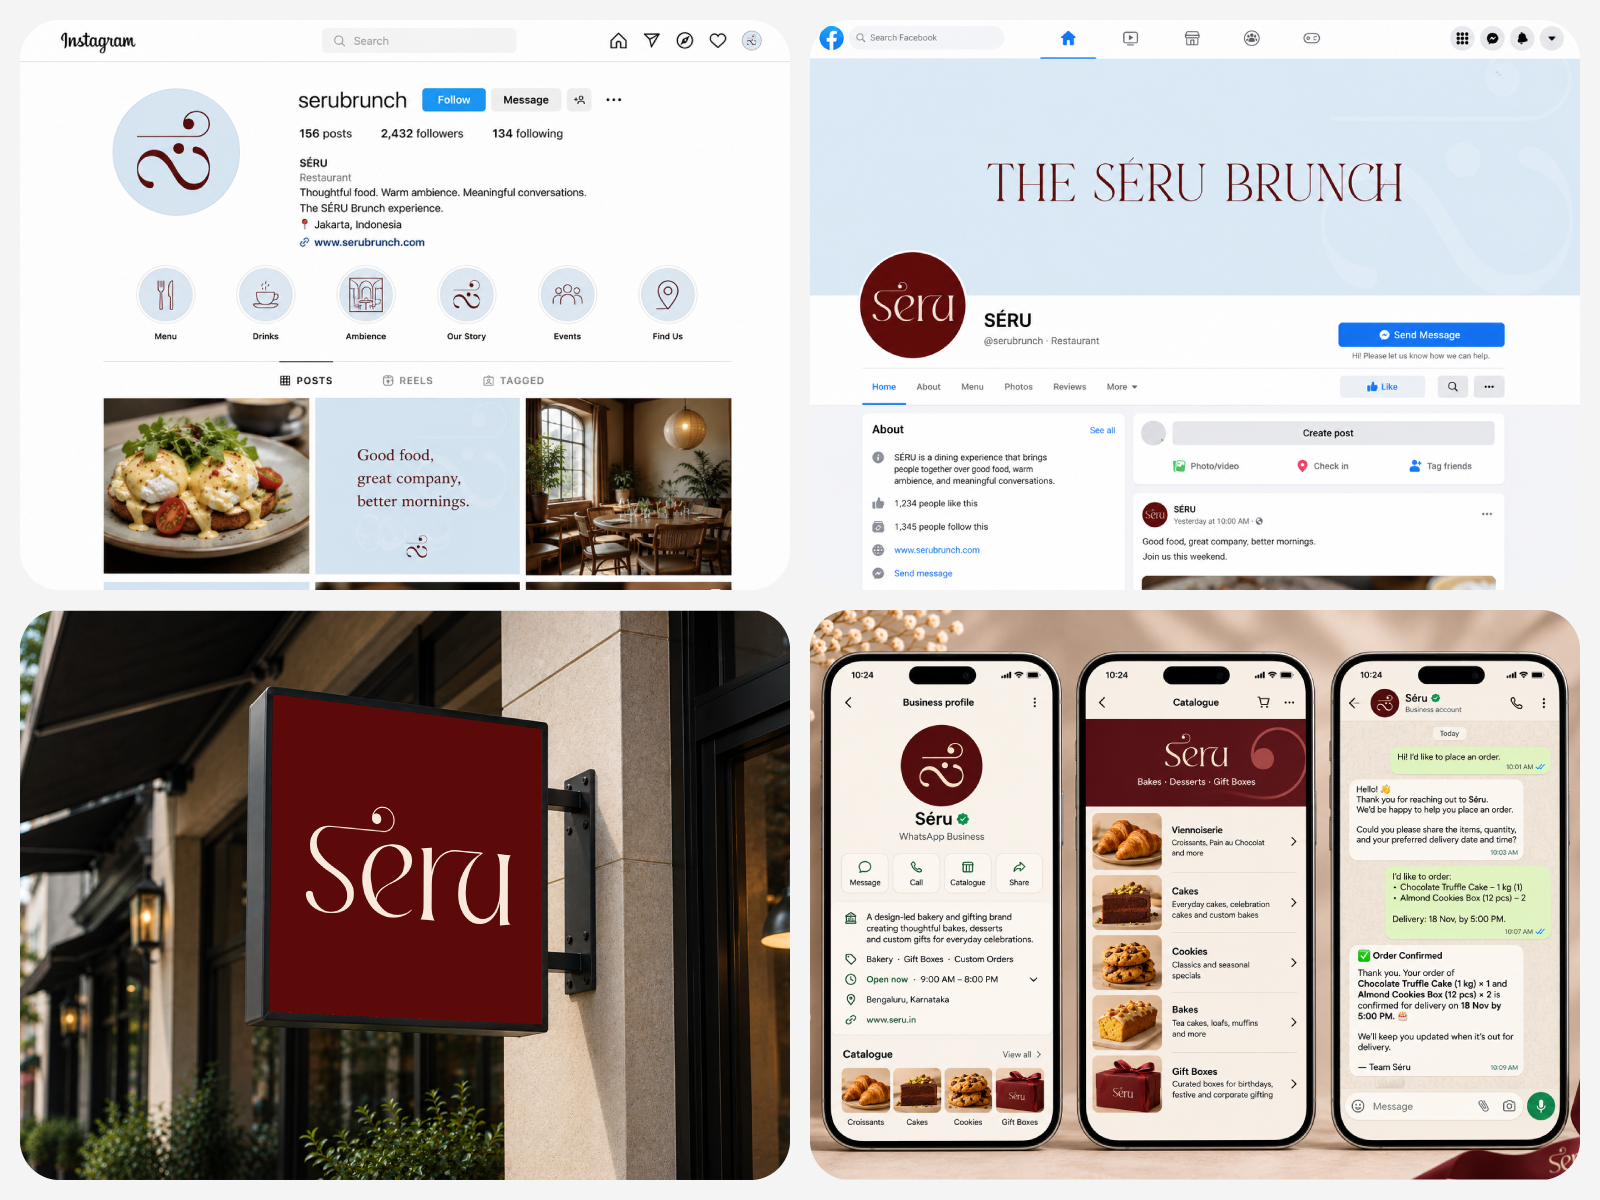 Instagram
Search
serubrunch
Follow
Message
156 posts
2,432 followers
134 following
SÉRU
Restaurant
Thoughtful food. Warm ambience. Meaningful conversations.
The SÉRU Brunch experience.
Jakarta, Indonesia
www.serubrunch.com
Menu
Drinks
Ambience
Our Story
Events
Find Us
POSTS
REELS
TAGGED
Good food,
great company,
better mornings.
Search Facebook
THE SÉRU BRUNCH
Seru
SÉRU
@serubrunch · Restaurant
Send Message
Hi! Please let us know how we can help.
Home
About
Menu
Photos
Reviews
More
Like
About
See all
SÉRU is a dining experience that brings
people together over good food, warm
ambience, and meaningful conversations.
1,234 people like this
1,345 people follow this
www.serubrunch.com
Send message
Create post
Photo/video
Check in
Tag friends
Seru
SÉRU
Yesterday at 10:00 AM ·
Good food, great company, better mornings.
Join us this weekend.
Seru
10:24
Business profile
Séru
WhatsApp Business
Message
Call
Catalogue
Share
A design-led bakery and gifting brand
creating thoughtful bakes, desserts
and custom gifts for everyday celebrations.
Bakery · Gift Boxes · Custom Orders
Open now · 9:00 AM – 8:00 PM
Bengaluru, Karnataka
www.seru.in
Catalogue
View all
Seru
Croissants
Cakes
Cookies
Gift Boxes
10:24
Catalogue
Seru
Bakes · Desserts · Gift Boxes
Viennoiserie
Croissants, Pain au Chocolat
and more
Cakes
Everyday cakes, celebration
cakes and custom bakes
Cookies
Classics and seasonal
specials
Bakes
Tea cakes, loafs, muffins
and more
Seru
Gift Boxes
Curated boxes for birthdays,
festive and corporate gifting
10:24
Séru
Business account
Today
Hi! I'd like to place an order.
10:01 AM
Hello! 👋
Thank you for reaching out to Séru.
We'd be happy to help you place an order.
Could you please share the items, quantity,
and your preferred delivery date and time?
10:03 AM
I'd like to order:
• Chocolate Truffle Cake – 1 kg (1)
• Almond Cookies Box (12 pcs) – 2
Delivery: 18 Nov, by 5:00 PM.
10:07 AM
✅ Order Confirmed
Thank you. Your order of
Chocolate Truffle Cake (1 kg) × 1 and
Almond Cookies Box (12 pcs) × 2 is
confirmed for delivery on 18 Nov by
5:00 PM. 🎂
We'll keep you updated when it's out for
delivery.
— Team Séru
10:09 AM
Message